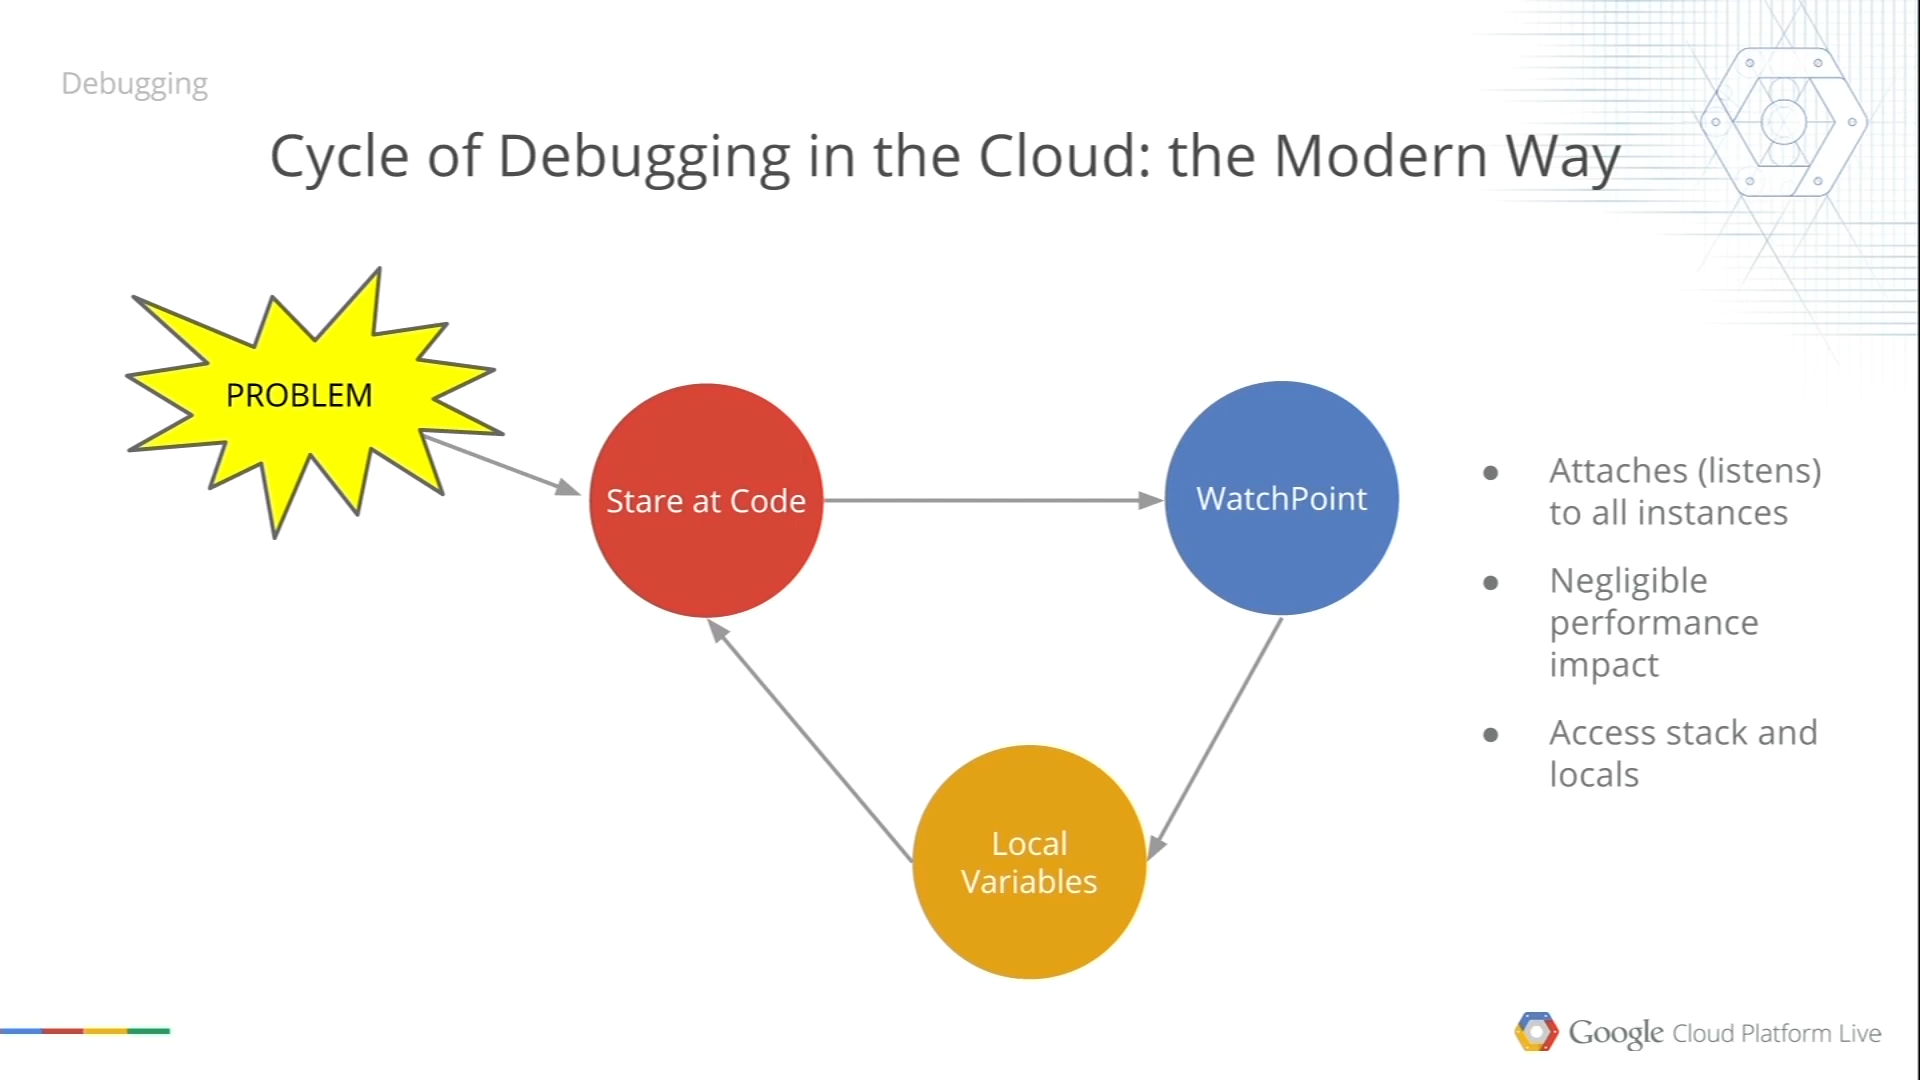 Debugging
Cycle of Debugging in the Cloud: the Modern Way
PROBLEM
Stare at Code
WatchPoint
Local
Variables
● Attaches (listens)
to all instances
● Negligible
performance
impact
● Access stack and
locals
Google Cloud Platform Live